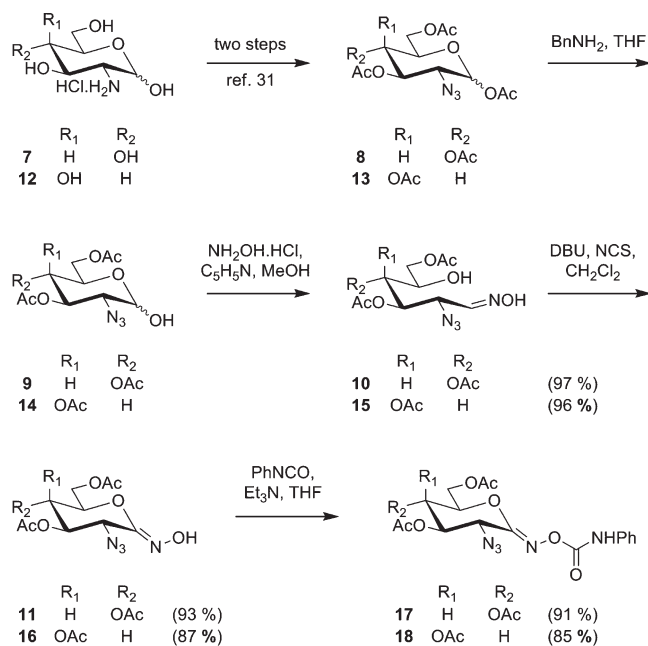 R1
OH
O
R2
HO
HCl.H2N
OH
two steps
ref. 31
R1
OAc
O
R2
AcO
N3
OAc
BnNH2, THF
R1 R2
7 H OH
12 OH H
R1 R2
8 H OAc
13 OAc H
R1
OAc
O
R2
AcO
N3
OH
NH2OH.HCl,
C5H5N, MeOH
R1
OAc
OH
R2
AcO
N3
NOH
DBU, NCS,
CH2Cl2
R1 R2
9 H OAc
14 OAc H
R1 R2
10 H OAc (97 %)
15 OAc H (96 %)
R1
OAc
O
R2
AcO
N3
N
OH
PhNCO,
Et3N, THF
R1
OAc
O
R2
AcO
N3
N
O
NHPh
O
R1 R2
11 H OAc (93 %)
16 OAc H (87 %)
R1 R2
17 H OAc (91 %)
18 OAc H (85 %)